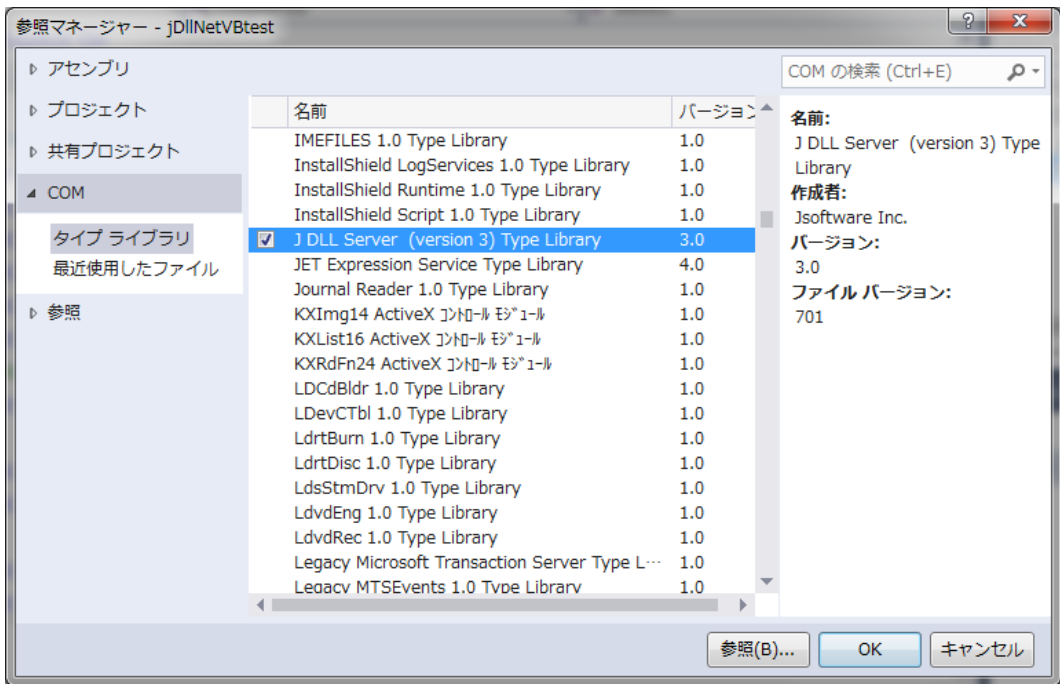 参照マネージャー - jDllNetVBtest
アセンブリ
プロジェクト
共有プロジェクト
COM
タイプ ライブラリ
最近使用したファイル
参照
名前 バージョン
IMEFILES 1.0 Type Library 1.0
InstallShield LogServices 1.0 Type Library 1.0
InstallShield Runtime 1.0 Type Library 1.0
InstallShield Script 1.0 Type Library 1.0
J DLL Server (version 3) Type Library 3.0
JET Expression Service Type Library 4.0
Journal Reader 1.0 Type Library 1.0
KXImg14 ActiveX ｺﾝﾄﾛｰﾙ ﾓｼﾞｭｰﾙ 1.0
KXList16 ActiveX ｺﾝﾄﾛｰﾙ ﾓｼﾞｭｰﾙ 1.0
KXRdFn24 ActiveX ｺﾝﾄﾛｰﾙ ﾓｼﾞｭｰﾙ 1.0
LDCdBldr 1.0 Type Library 1.0
LDevCTbl 1.0 Type Library 1.0
LdrtBurn 1.0 Type Library 1.0
LdrtDisc 1.0 Type Library 1.0
LdsStmDrv 1.0 Type Library 1.0
LdvdEng 1.0 Type Library 1.0
LdvdRec 1.0 Type Library 1.0
Legacy Microsoft Transaction Server Type L… 1.0
Legacy MTSEvents 1.0 Type Library 1.0
COM の検索 (Ctrl+E)
名前:
J DLL Server (version 3) Type
Library
作成者:
Jsoftware Inc.
バージョン:
3.0
ファイル バージョン:
701
参照(B)... OK キャンセル